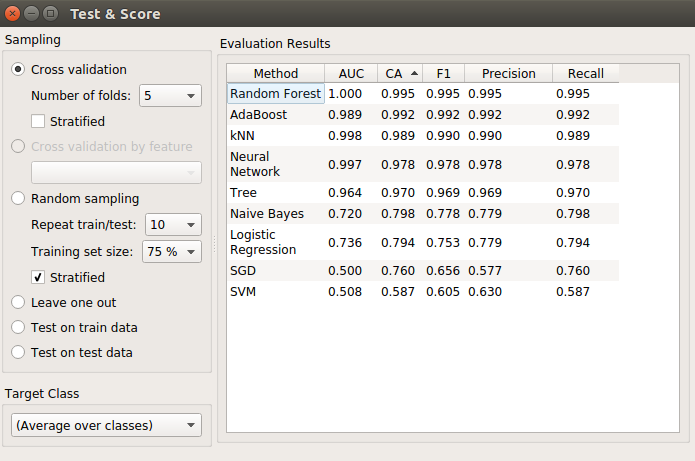 Test & Score
Sampling
Cross validation
Number of folds: 5
Stratified
Cross validation by feature
Random sampling
Repeat train/test: 10
Training set size: 75 %
Stratified
Leave one out
Test on train data
Test on test data
Target Class
(Average over classes)
Evaluation Results
Method AUC CA F1 Precision Recall
Random Forest 1.000 0.995 0.995 0.995 0.995
AdaBoost 0.989 0.992 0.992 0.992 0.992
kNN 0.998 0.989 0.990 0.990 0.989
Neural
Network 0.997 0.978 0.978 0.978 0.978
Tree 0.964 0.970 0.969 0.969 0.970
Naive Bayes 0.720 0.798 0.778 0.779 0.798
Logistic
Regression 0.736 0.794 0.753 0.779 0.794
SGD 0.500 0.760 0.656 0.577 0.760
SVM 0.508 0.587 0.605 0.630 0.587